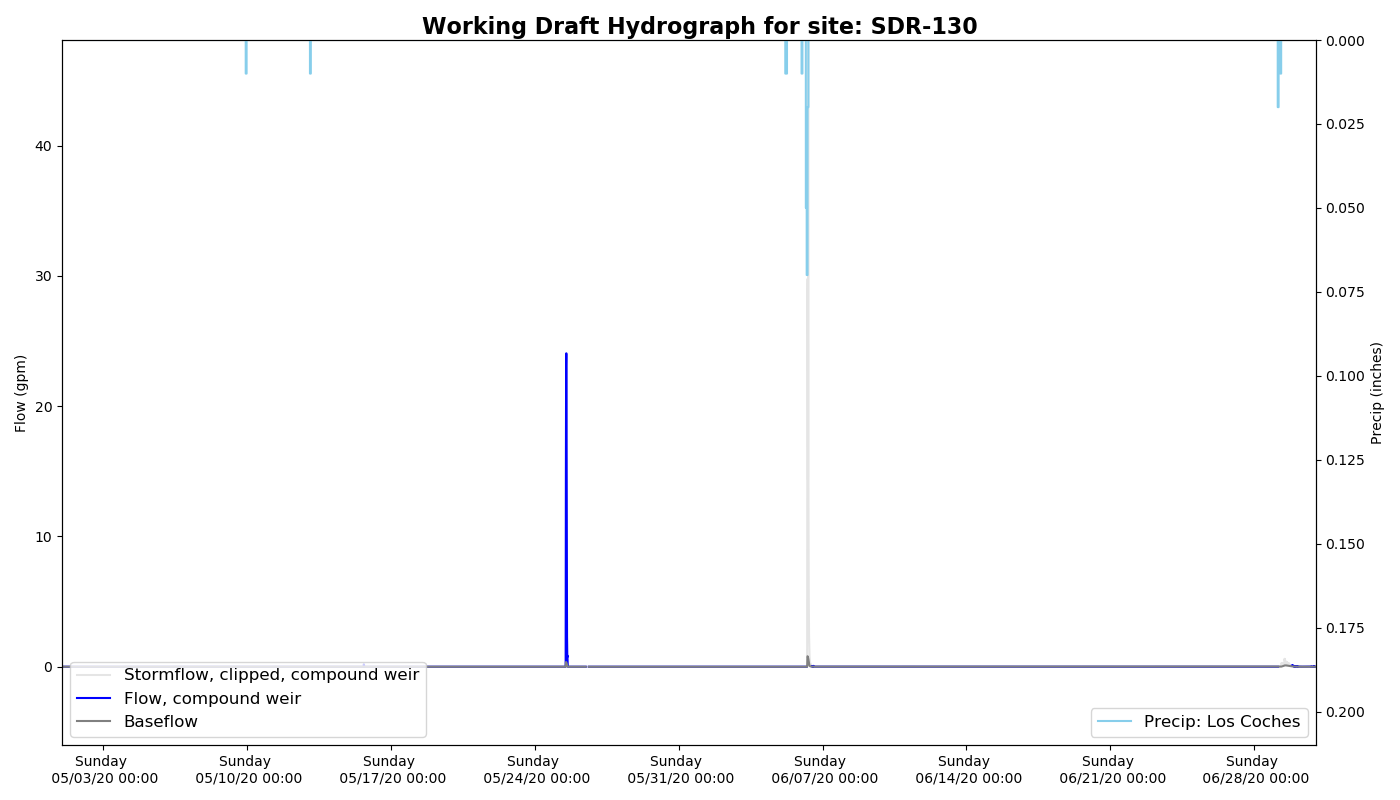 Working Draft Hydrograph for site: SDR-130
Flow (gpm)
40
30
20
10
0
0.000
0.025
0.050
0.075
0.100
0.125
0.150
0.175
0.200
Precip (inches)
Stormflow, clipped, compound weir
Flow, compound weir
Baseflow
Precip: Los Coches
Sunday
05/03/20 00:00
Sunday
05/10/20 00:00
Sunday
05/17/20 00:00
Sunday
05/24/20 00:00
Sunday
05/31/20 00:00
Sunday
06/07/20 00:00
Sunday
06/14/20 00:00
Sunday
06/21/20 00:00
Sunday
06/28/20 00:00